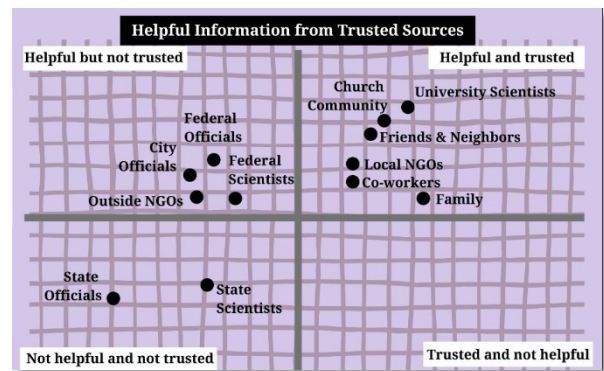 Helpful Information from Trusted Sources
Helpful but not trusted
Helpful and trusted
Church
Community
University Scientists
Friends & Neighbors
Federal
Officials
City
Officials
Federal
Scientists
Local NGOs
Co-workers
Outside NGOs
Family
State
Officials
State
Scientists
Not helpful and not trusted
Trusted and not helpful